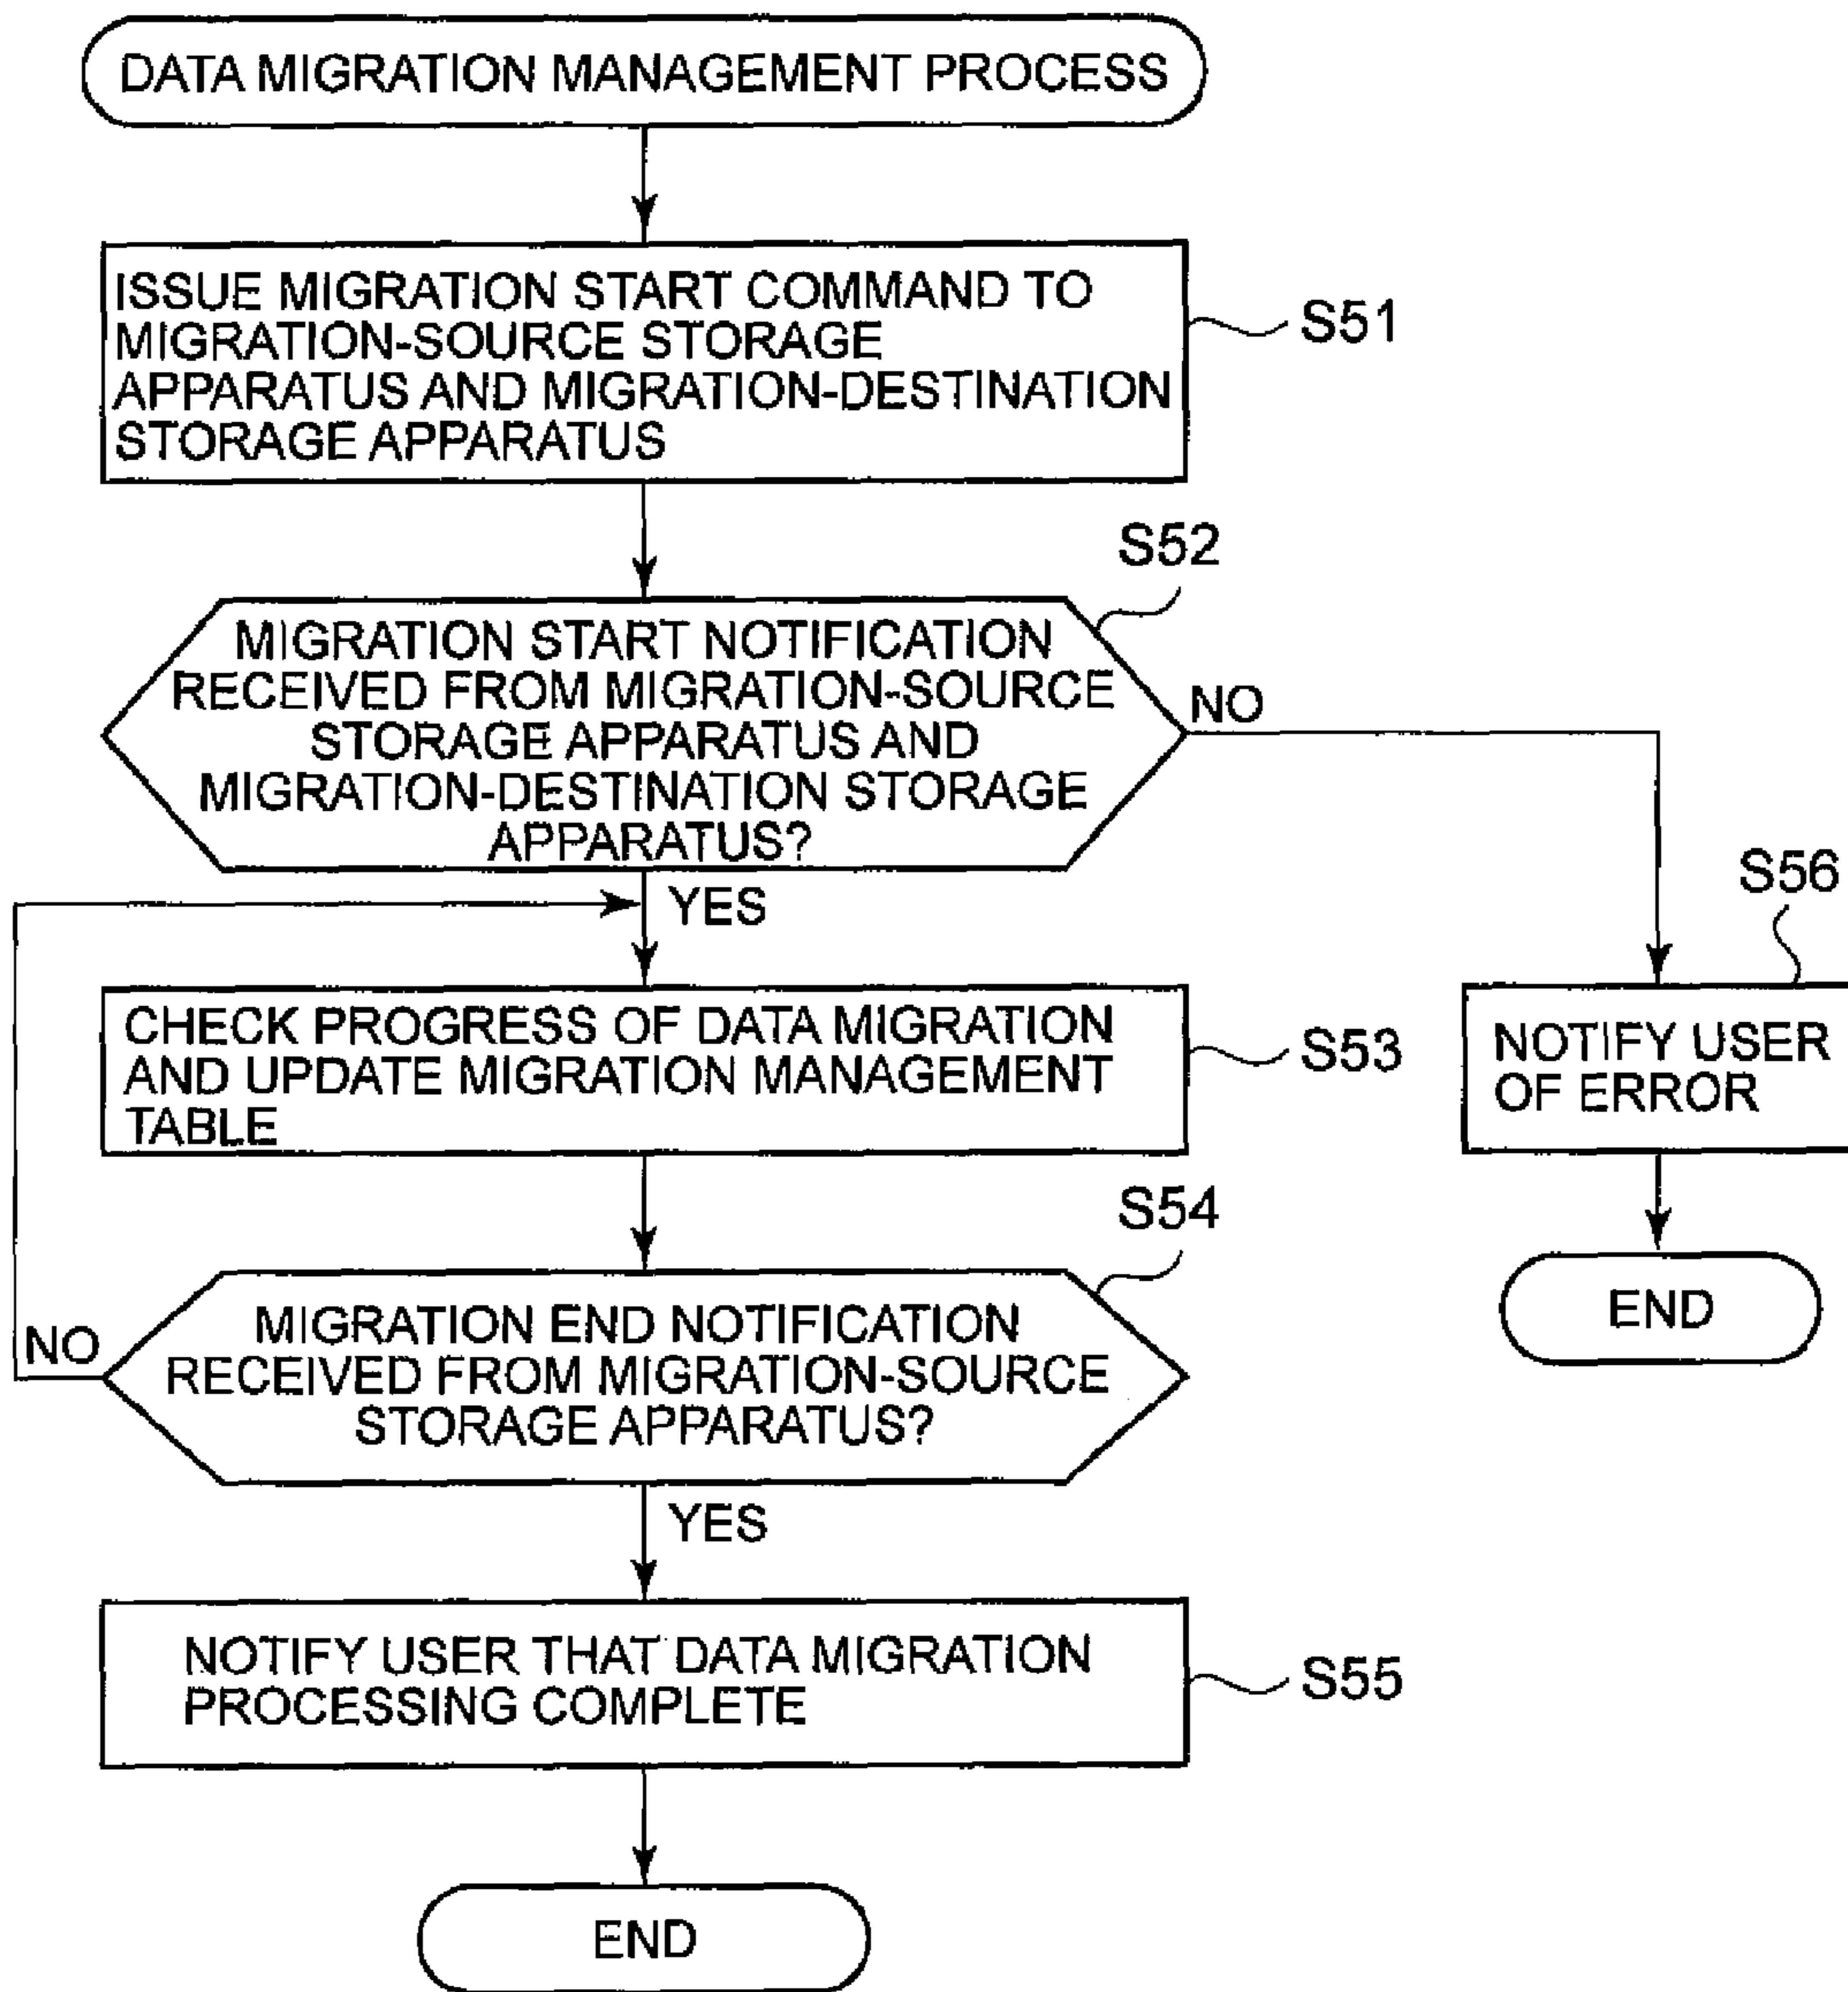 DATA MIGRATION MANAGEMENT PROCESS
ISSUE MIGRATION START COMMAND TO
MIGRATION-SOURCE STORAGE
APPARATUS AND MIGRATION-DESTINATION
STORAGE APPARATUS
S51
S52
MIGRATION START NOTIFICATION
RECEIVED FROM MIGRATION-SOURCE
STORAGE APPARATUS AND
MIGRATION-DESTINATION STORAGE
APPARATUS?
NO
YES
S56
NOTIFY USER
OF ERROR
END
CHECK PROGRESS OF DATA MIGRATION
AND UPDATE MIGRATION MANAGEMENT
TABLE
S53
S54
MIGRATION END NOTIFICATION
RECEIVED FROM MIGRATION-SOURCE
STORAGE APPARATUS?
NO
YES
NOTIFY USER THAT DATA MIGRATION
PROCESSING COMPLETE
S55
END